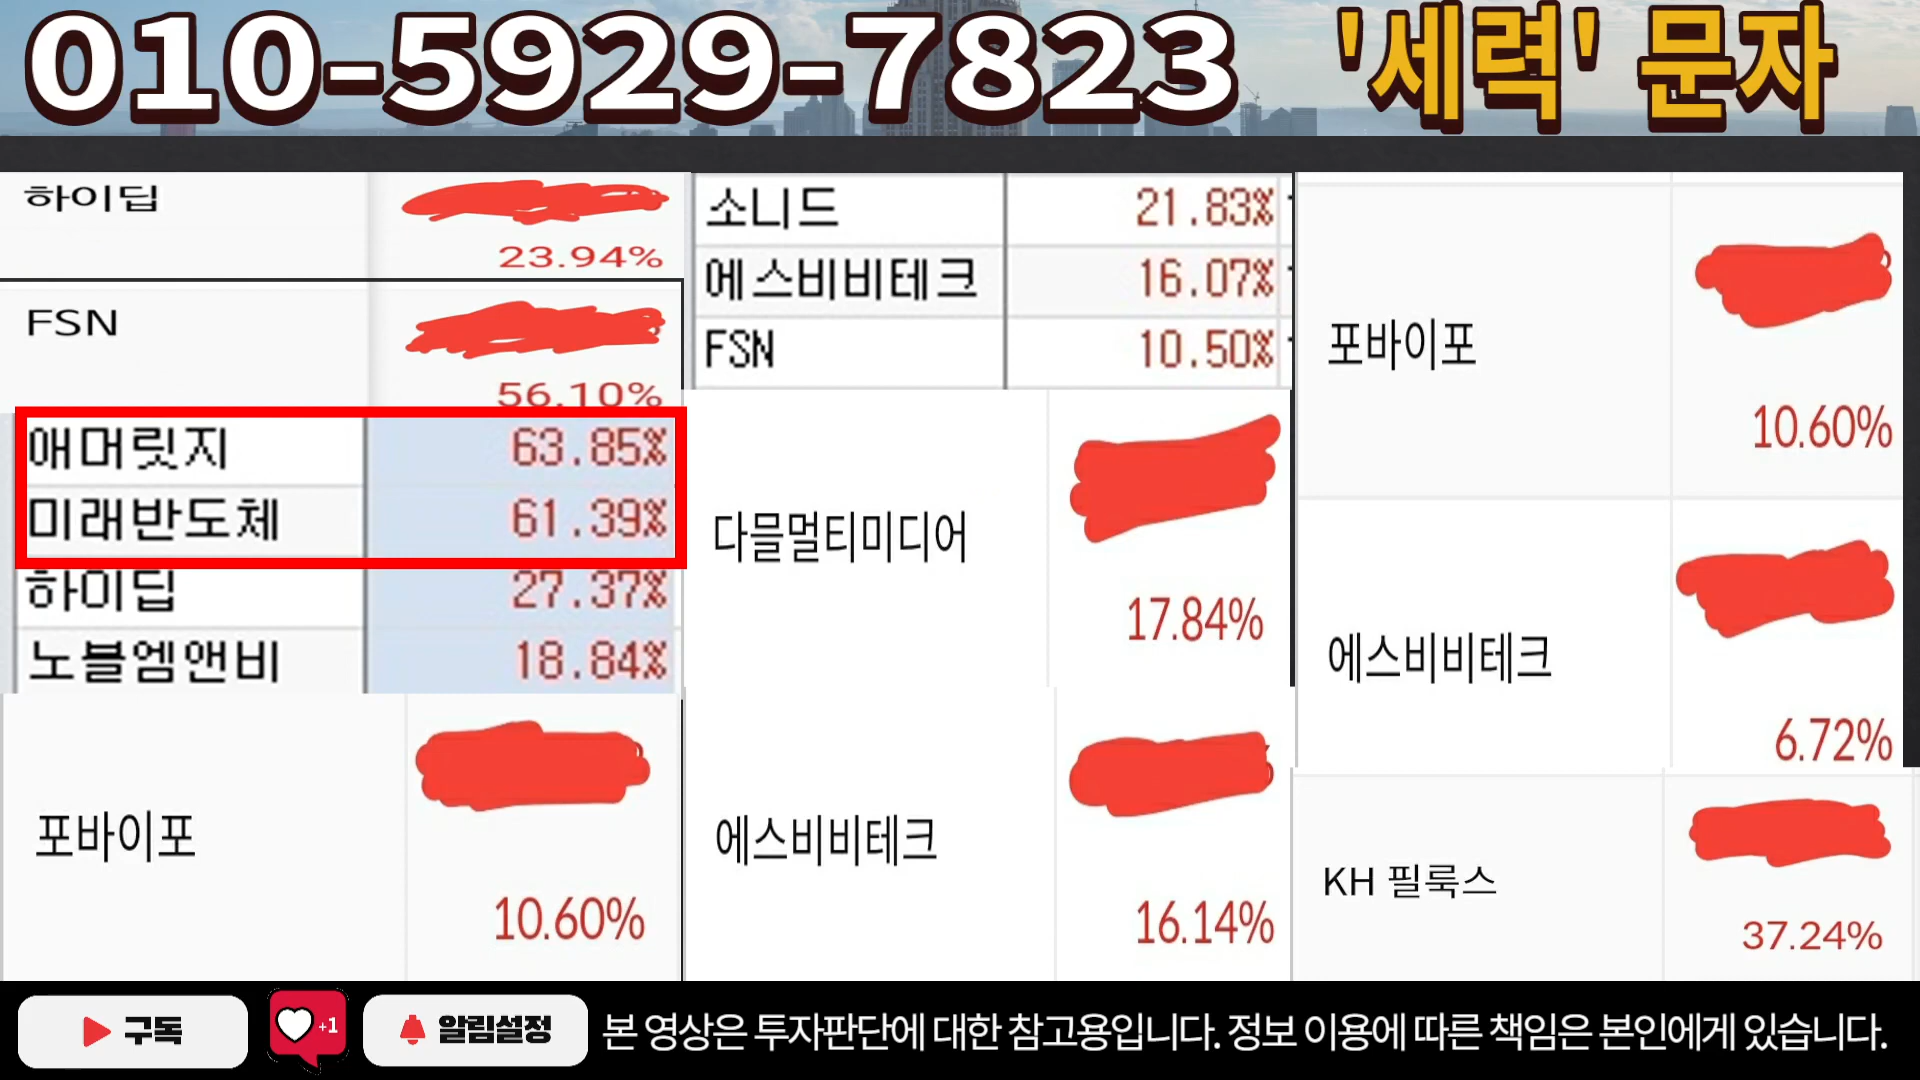 010-5929-7823 '세력' 문자
하이딥
23.94%
FSN
56.10%
애머릿지 63.85%
미래반도체 61.39%
하이딥 27.37%
노블엠앤비 18.84%
포바이포
10.60%
소니드 21.83%
에스비비테크 16.07%
FSN 10.50%
다믈멀티미디어
17.84%
에스비비테크
16.14%
포바이포
10.60%
에스비비테크
6.72%
KH 필룩스
37.24%
구독 +1 알림설정 본 영상은 투자판단에 대한 참고용입니다. 정보 이용에 따른 책임은 본인에게 있습니다.